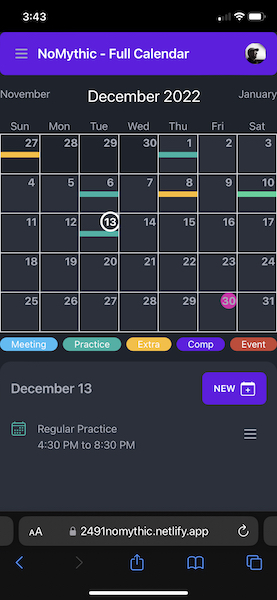 3:43
NoMythic - Full Calendar
November December 2022 January
Sun Mon Tue Wed Thu Fri Sat
27 28 29 30 1 2 3
4 5 6 7 8 9 10
11 12 13 14 15 16 17
18 19 20 21 22 23 24
25 26 27 28 29 30 31
Meeting Practice Extra Comp Event
December 13 NEW
Regular Practice
4:30 PM to 8:30 PM
AA 2491nomythic.netlify.app